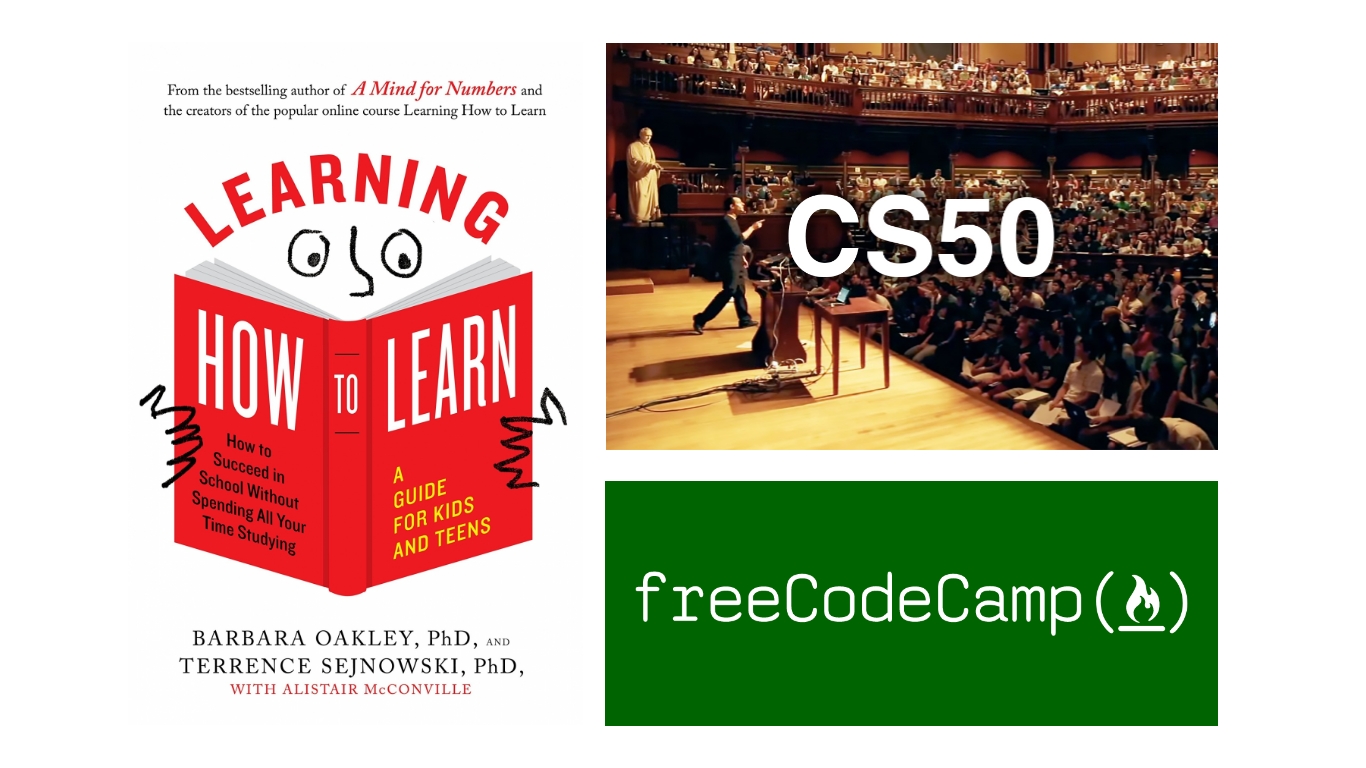 From the bestselling author of A Mind for Numbers and
the creators of the popular online course Learning How to Learn
LEARNING
HOW
TO
LEARN
How to
Succeed in
School Without
Spending All Your
Time Studying
A
GUIDE
FOR KIDS
AND TEENS
BARBARA OAKLEY, PhD, AND
TERRENCE SEJNOWSKI, PhD,
WITH ALISTAIR McCONVILLE
CS50
freeCodeCamp()